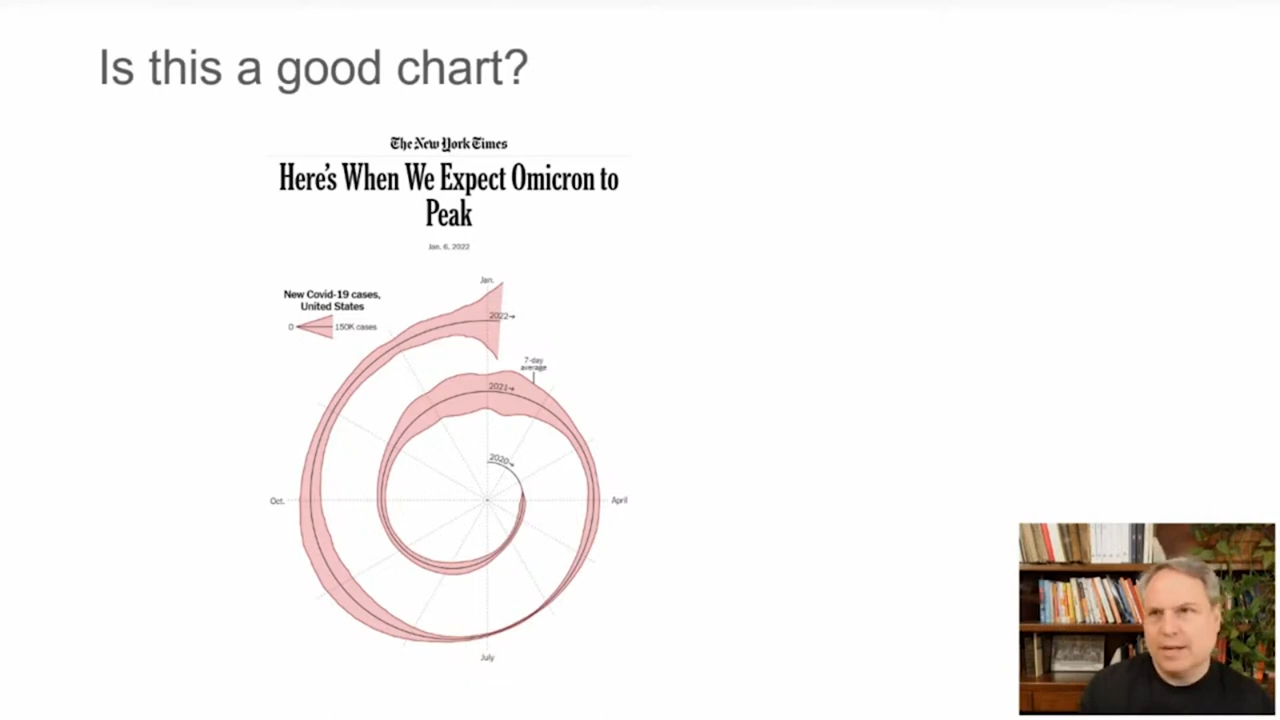 Is this a good chart?
The New York Times
Here's When We Expect Omicron to
Peak
Jan. 6, 2022
Jan.
New Covid-19 cases,
United States
0
150K cases
2022→
7-day
average
2021→
2020→
Oct.
April
July